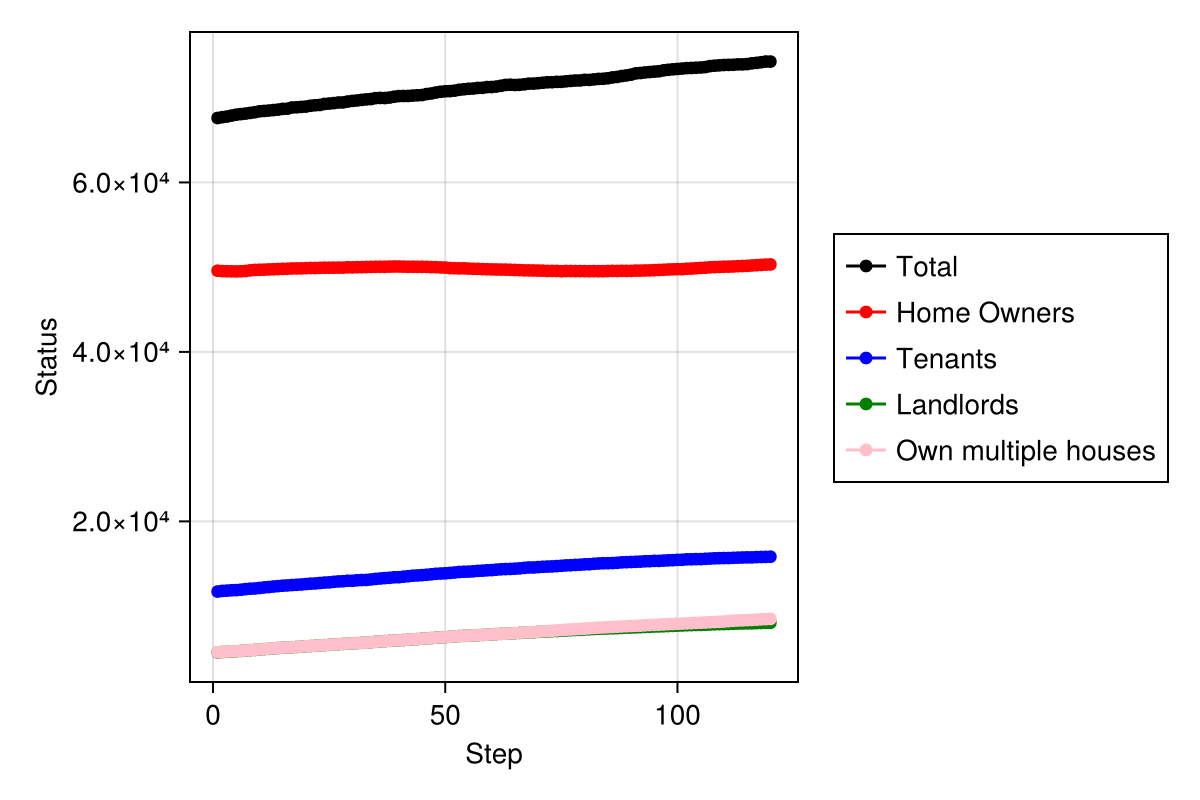 6.0×10⁴
4.0×10⁴
2.0×10⁴
Status
0
50
100
Step
Total
Home Owners
Tenants
Landlords
Own multiple houses